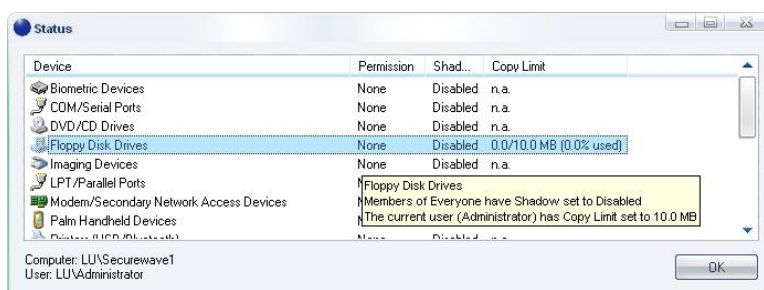 Status
Device Permission Shad... Copy Limit
Biometric Devices None Disabled n.a.
COM/Serial Ports None Disabled n.a.
DVD/CD Drives None Disabled n.a.
Floppy Disk Drives None Disabled 0.0/10.0 MB (0.0% used)
Imaging Devices None Disabled n.a.
LPT/Parallel Ports
Floppy Disk Drives
Modem/Secondary Network Access Devices
Members of Everyone have Shadow set to Disabled
Palm Handheld Devices
The current user (Administrator) has Copy Limit set to 10.0 MB
Computer: LU\Securewave1
User: LU\Administrator
OK